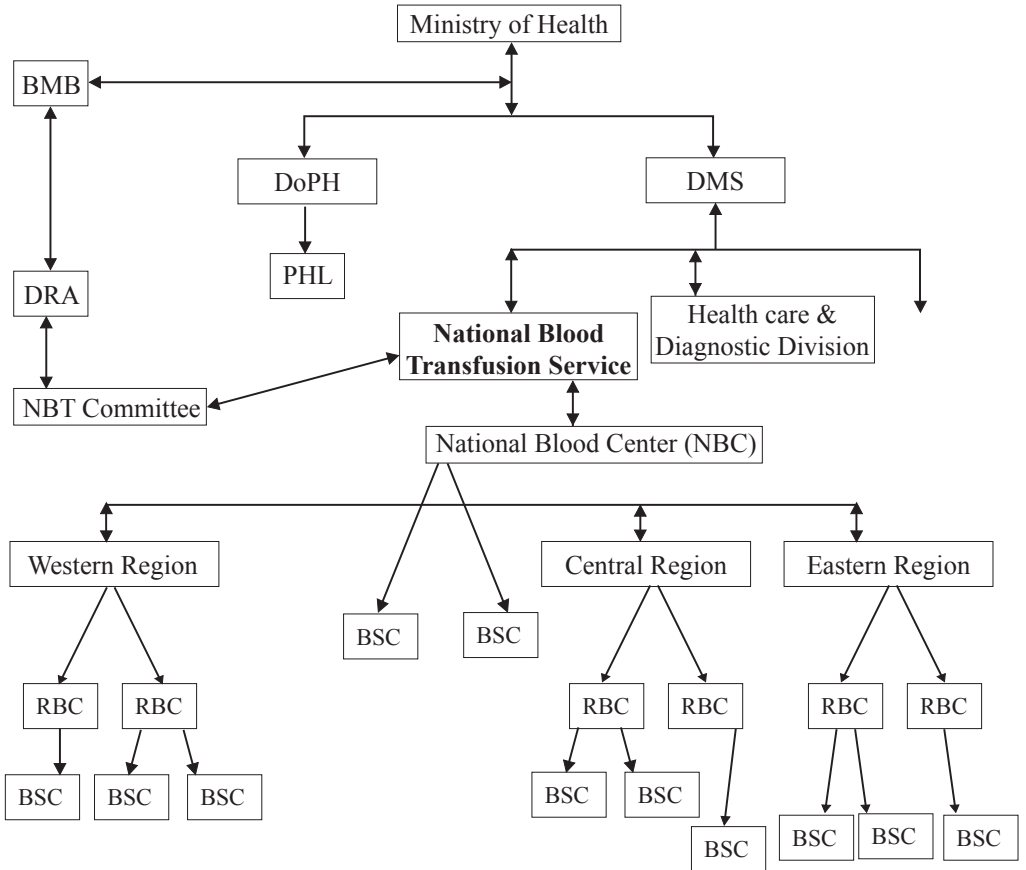 Ministry of Health
BMB
DoPH
DMS
PHL
DRA
Health care &
Diagnostic Division
National Blood
Transfusion Service
NBT Committee
National Blood Center (NBC)
Western Region
Central Region
Eastern Region
BSC
BSC
RBC
RBC
RBC
RBC
RBC
RBC
BSC
BSC
BSC
BSC
BSC
BSC
BSC
BSC
BSC